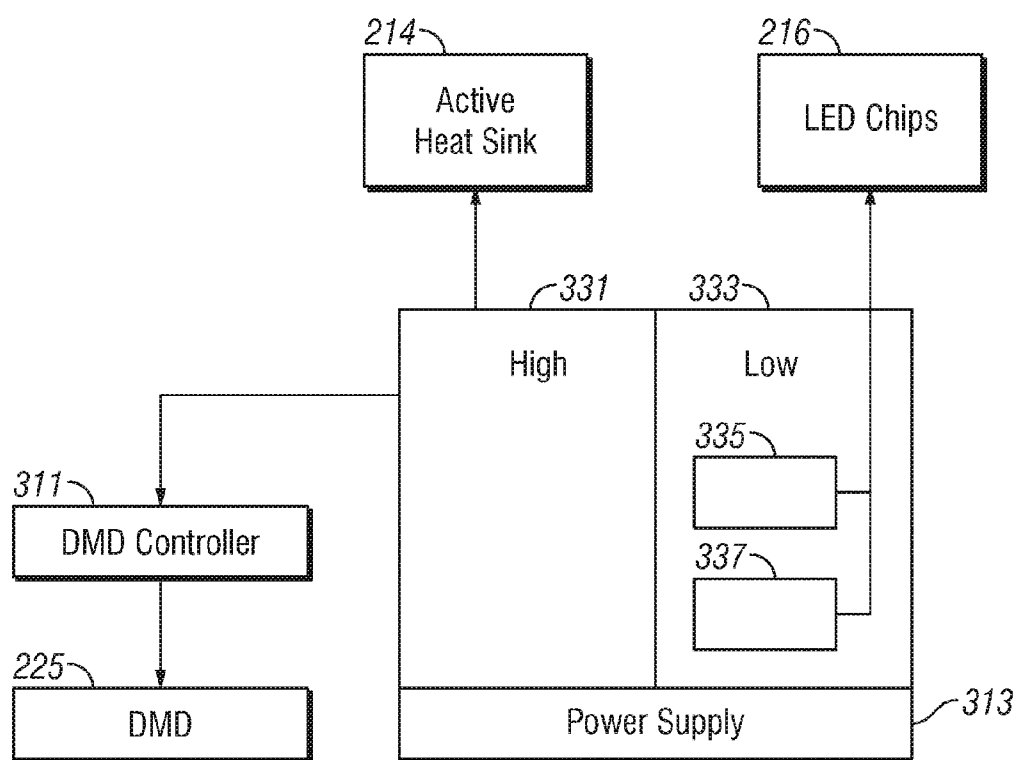 214
216
Active
Heat Sink
LED Chips
331
333
High
Low
335
311
DMD Controller
337
225
DMD
Power Supply
313